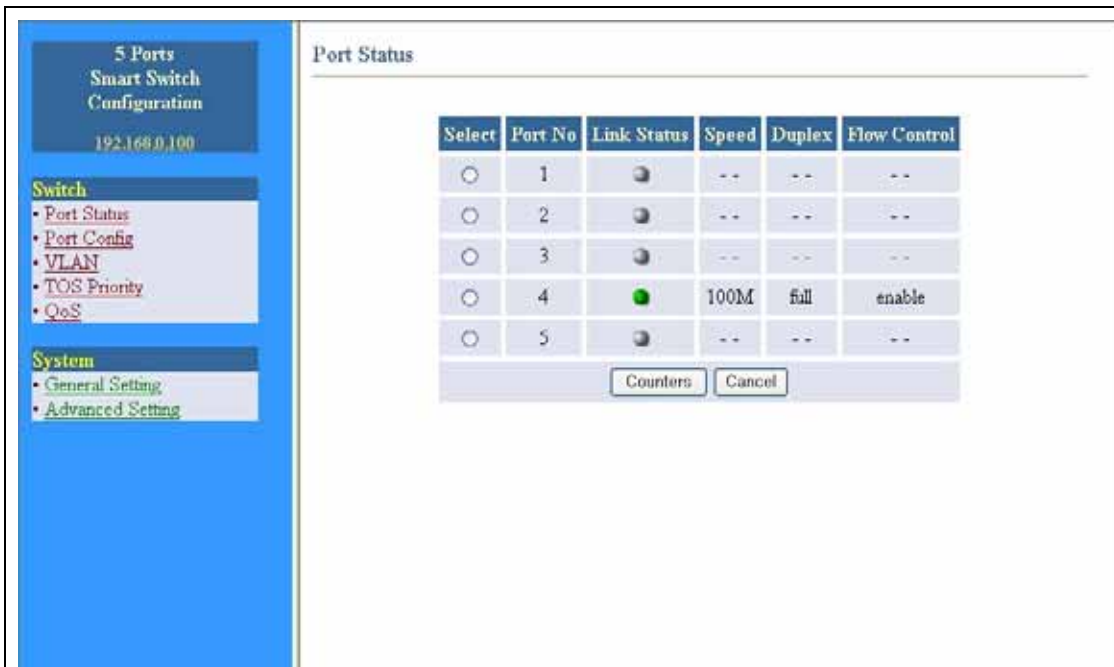 5 Ports
Smart Switch
Configuration
192.168.0.100
Switch
• Port Status
• Port Config
• VLAN
• TOS Priority
• QoS
System
• General Setting
• Advanced Setting
Port Status
Select Port No Link Status Speed Duplex Flow Control
1 - - - - - -
2 - - - - - -
3 - - - - - -
4 100M full enable
5 - - - - - -
Counters Cancel